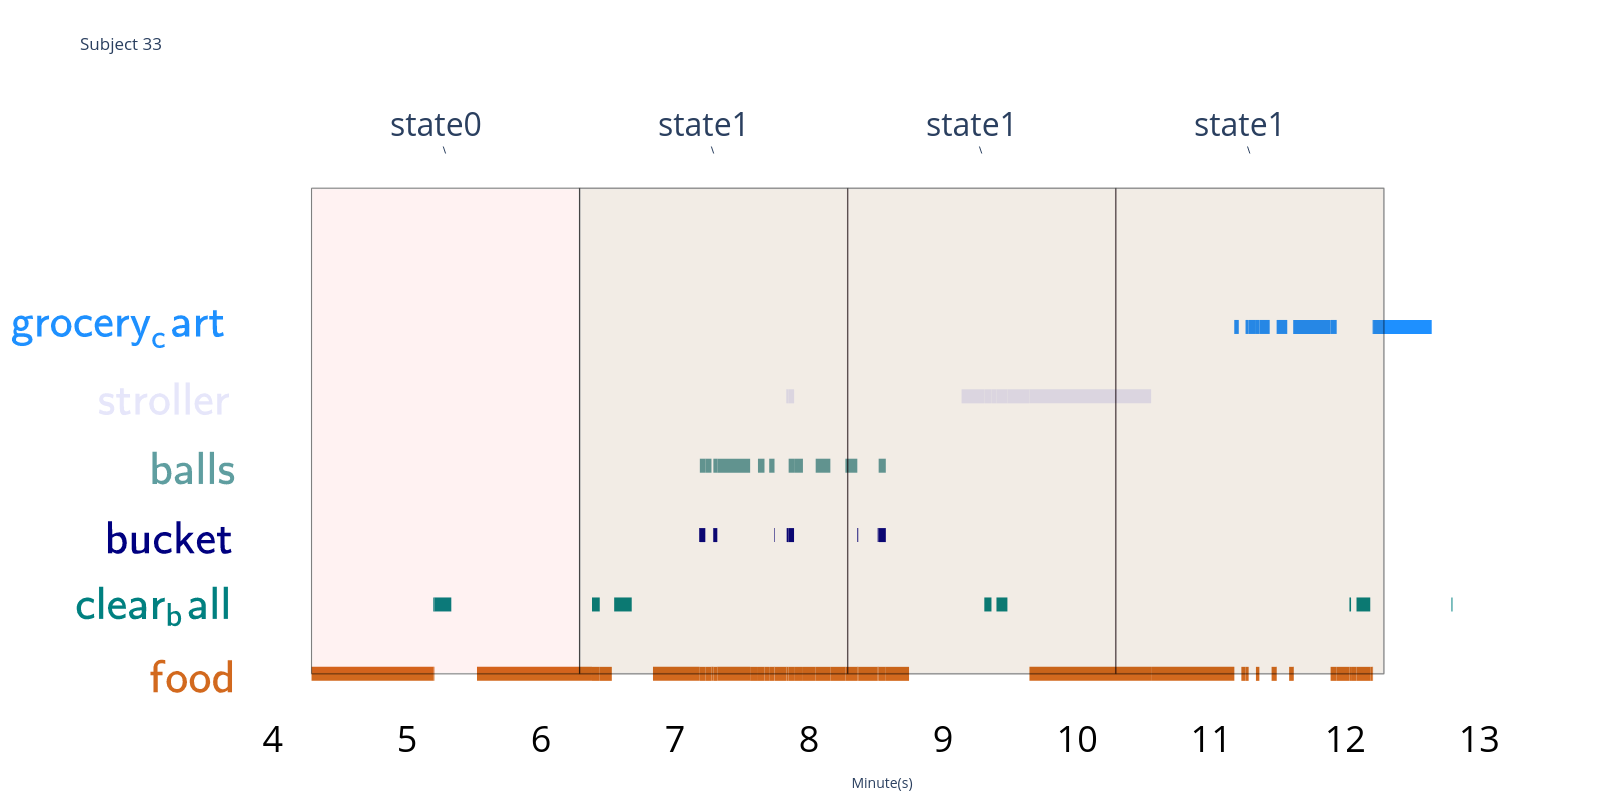 Subject 33
state0 state1 state1 state1
grocery_cart
stroller
balls
bucket
clear_ball
food
4 5 6 7 8 9 10 11 12 13
Minute(s)